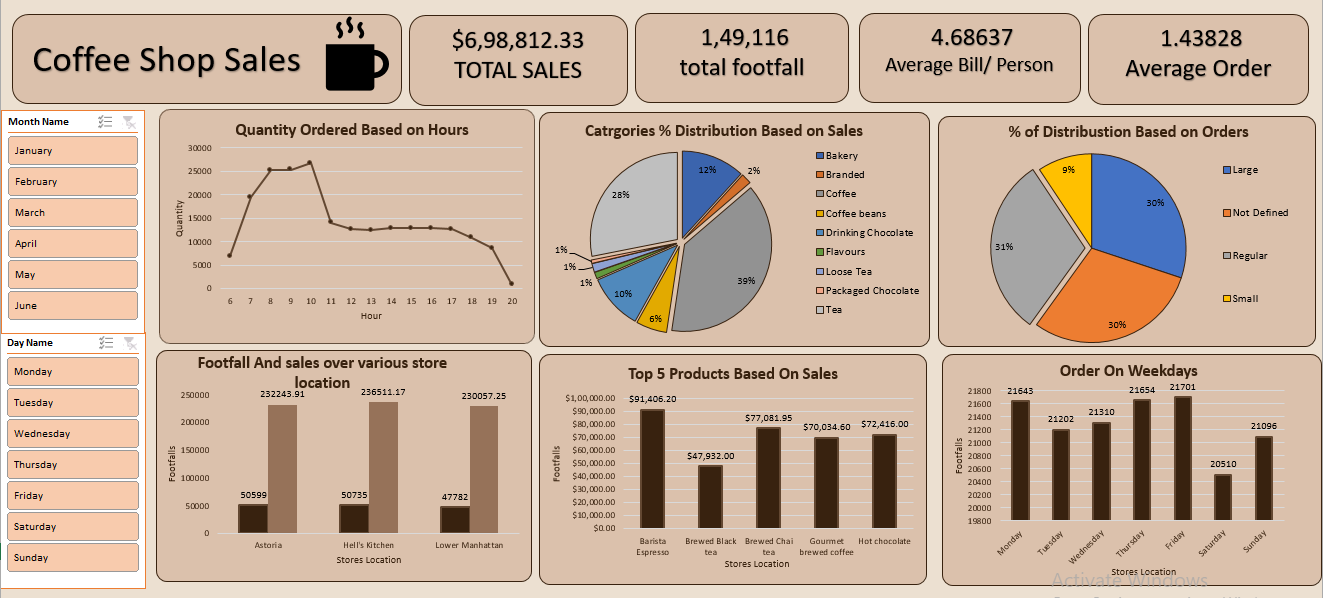 Coffee Shop Sales
$6,98,812.33
TOTAL SALES
1,49,116
total footfall
4.68637
Average Bill/ Person
1.43828
Average Order
Month Name
January
February
March
April
May
June
Day Name
Monday
Tuesday
Wednesday
Thursday
Friday
Saturday
Sunday
Quantity Ordered Based on Hours
Quantity
30000
25000
20000
15000
10000
5000
0
6 7 8 9 10 11 12 13 14 15 16 17 18 19 20
Hour
Catrgories % Distribution Based on Sales
12%
2%
39%
6%
10%
1%
1%
1%
28%
Bakery
Branded
Coffee
Coffee beans
Drinking Chocolate
Flavours
Loose Tea
Packaged Chocolate
Tea
% of Distribustion Based on Orders
30%
30%
31%
9%
Large
Not Defined
Regular
Small
Footfall And sales over various store
location
Footfalls
250000
200000
150000
100000
50000
0
50599
232243.91
50735
236511.17
47782
230057.25
Astoria
Hell's Kitchen
Lower Manhattan
Stores Location
Top 5 Products Based On Sales
Footfalls
$1,00,000.00
$90,000.00
$80,000.00
$70,000.00
$60,000.00
$50,000.00
$40,000.00
$30,000.00
$20,000.00
$10,000.00
$0.00
$91,406.20
$47,932.00
$77,081.95
$70,034.60
$72,416.00
Barista
Espresso
Brewed Black
tea
Brewed Chai
tea
Gourmet
brewed coffee
Hot chocolate
Stores Location
Order On Weekdays
Footfalls
21800
21600
21400
21200
21000
20800
20600
20400
20200
20000
19800
21643
21202
21310
21654
21701
20510
21096
Monday
Tuesday
Wednesday
Thursday
Friday
Saturday
Sunday
Stores Location
Activate Windows